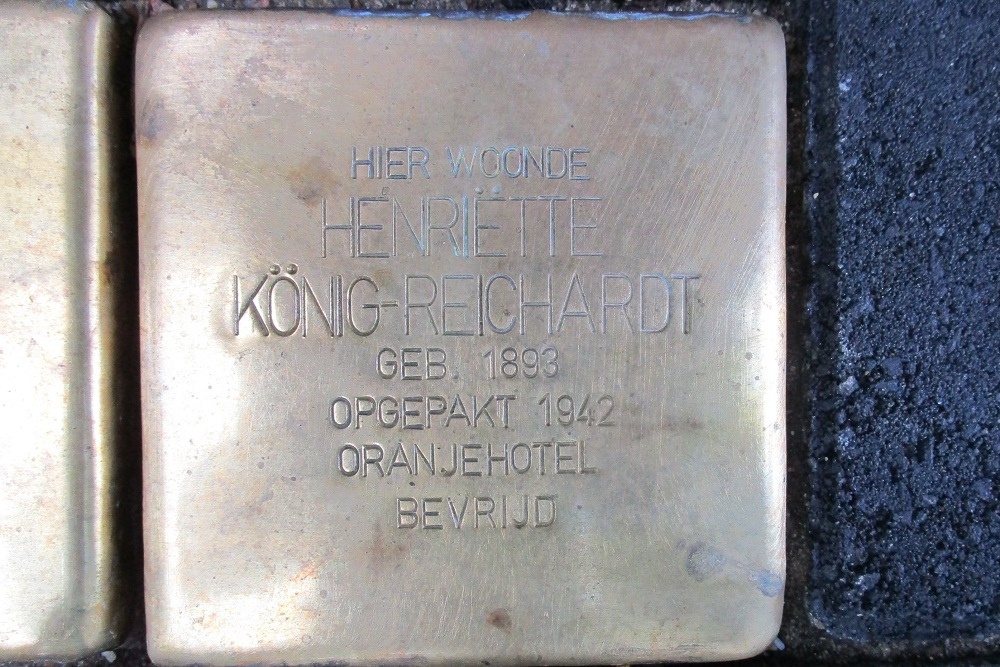 HIER WOONDE
HENRIËTTE
KÖNIG-REICHARDT
GEB. 1893
OPGEPAKT 1942
ORANJEHOTEL
BEVRIJD